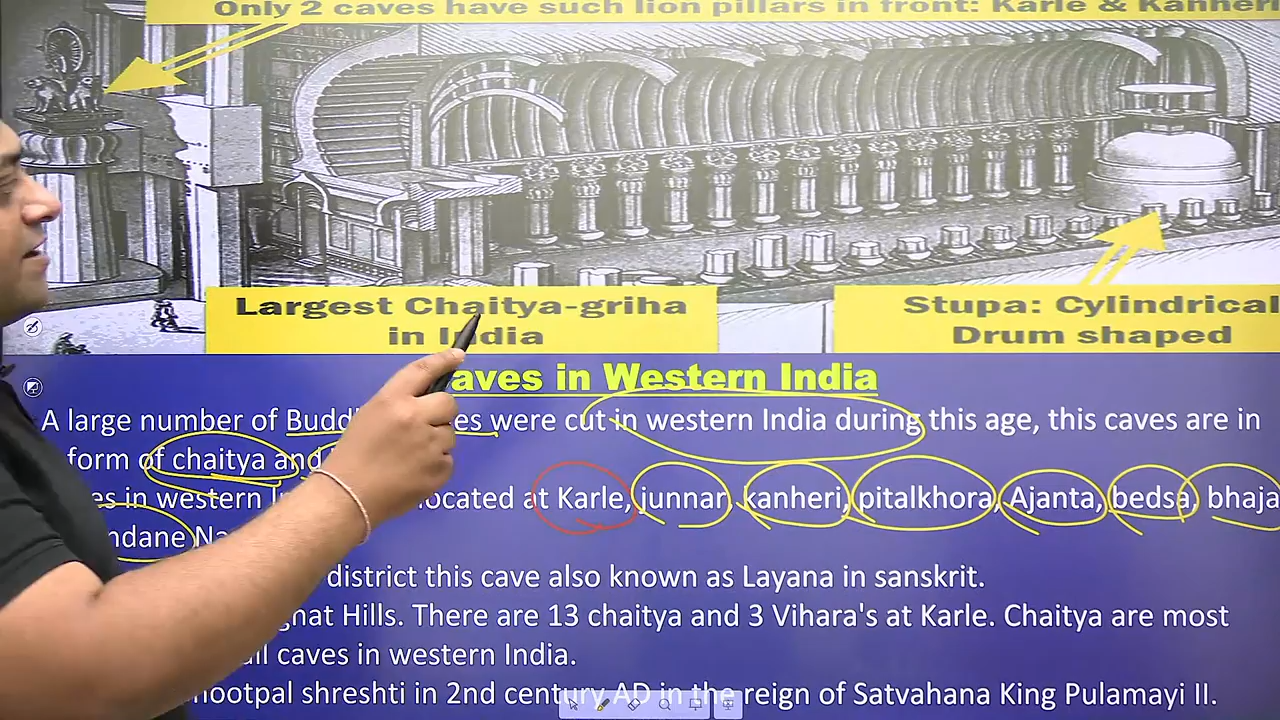 Only 2 caves have such lion pillars in front: Karle & Kanheri
Largest Chaitya-griha
in India
Stupa: Cylindrical
Drum shaped
aves in Western India
A large number of Budd es were cut in western India during this age, this caves are in
form of chaitya and
es in western located at Karle, junnar, kanheri, pitalkhora, Ajanta, bedsa, bhaja
ndane Na
district this cave also known as Layana in sanskrit.
ghat Hills. There are 13 chaitya and 3 Vihara's at Karle. Chaitya are most
all caves in western India.
hootpal shreshti in 2nd century AD in the reign of Satvahana King Pulamayi II.